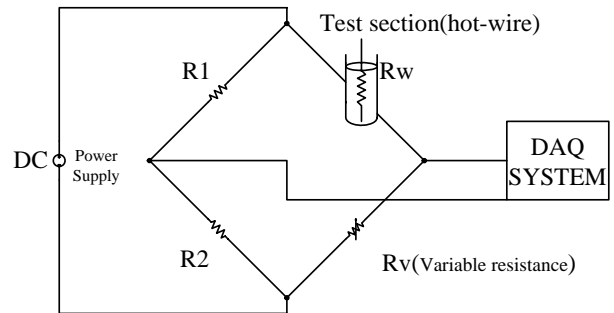 Test section(hot-wire)
R1
Rw
DC
Power
Supply
DAQ
SYSTEM
R2
Rv(Variable resistance)